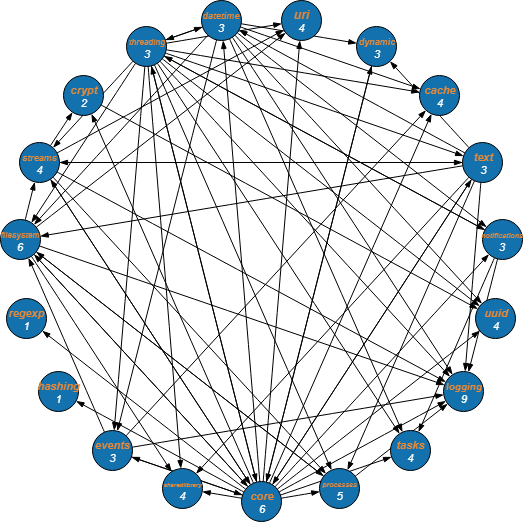 datetime
3
uri
4
threading
3
dynamic
3
crypt
2
cache
4
streams
4
text
3
filesystem
6
notifications
3
regexp
1
uuid
4
hashing
1
logging
9
events
3
tasks
4
sharedlibrary
4
core
6
processes
5